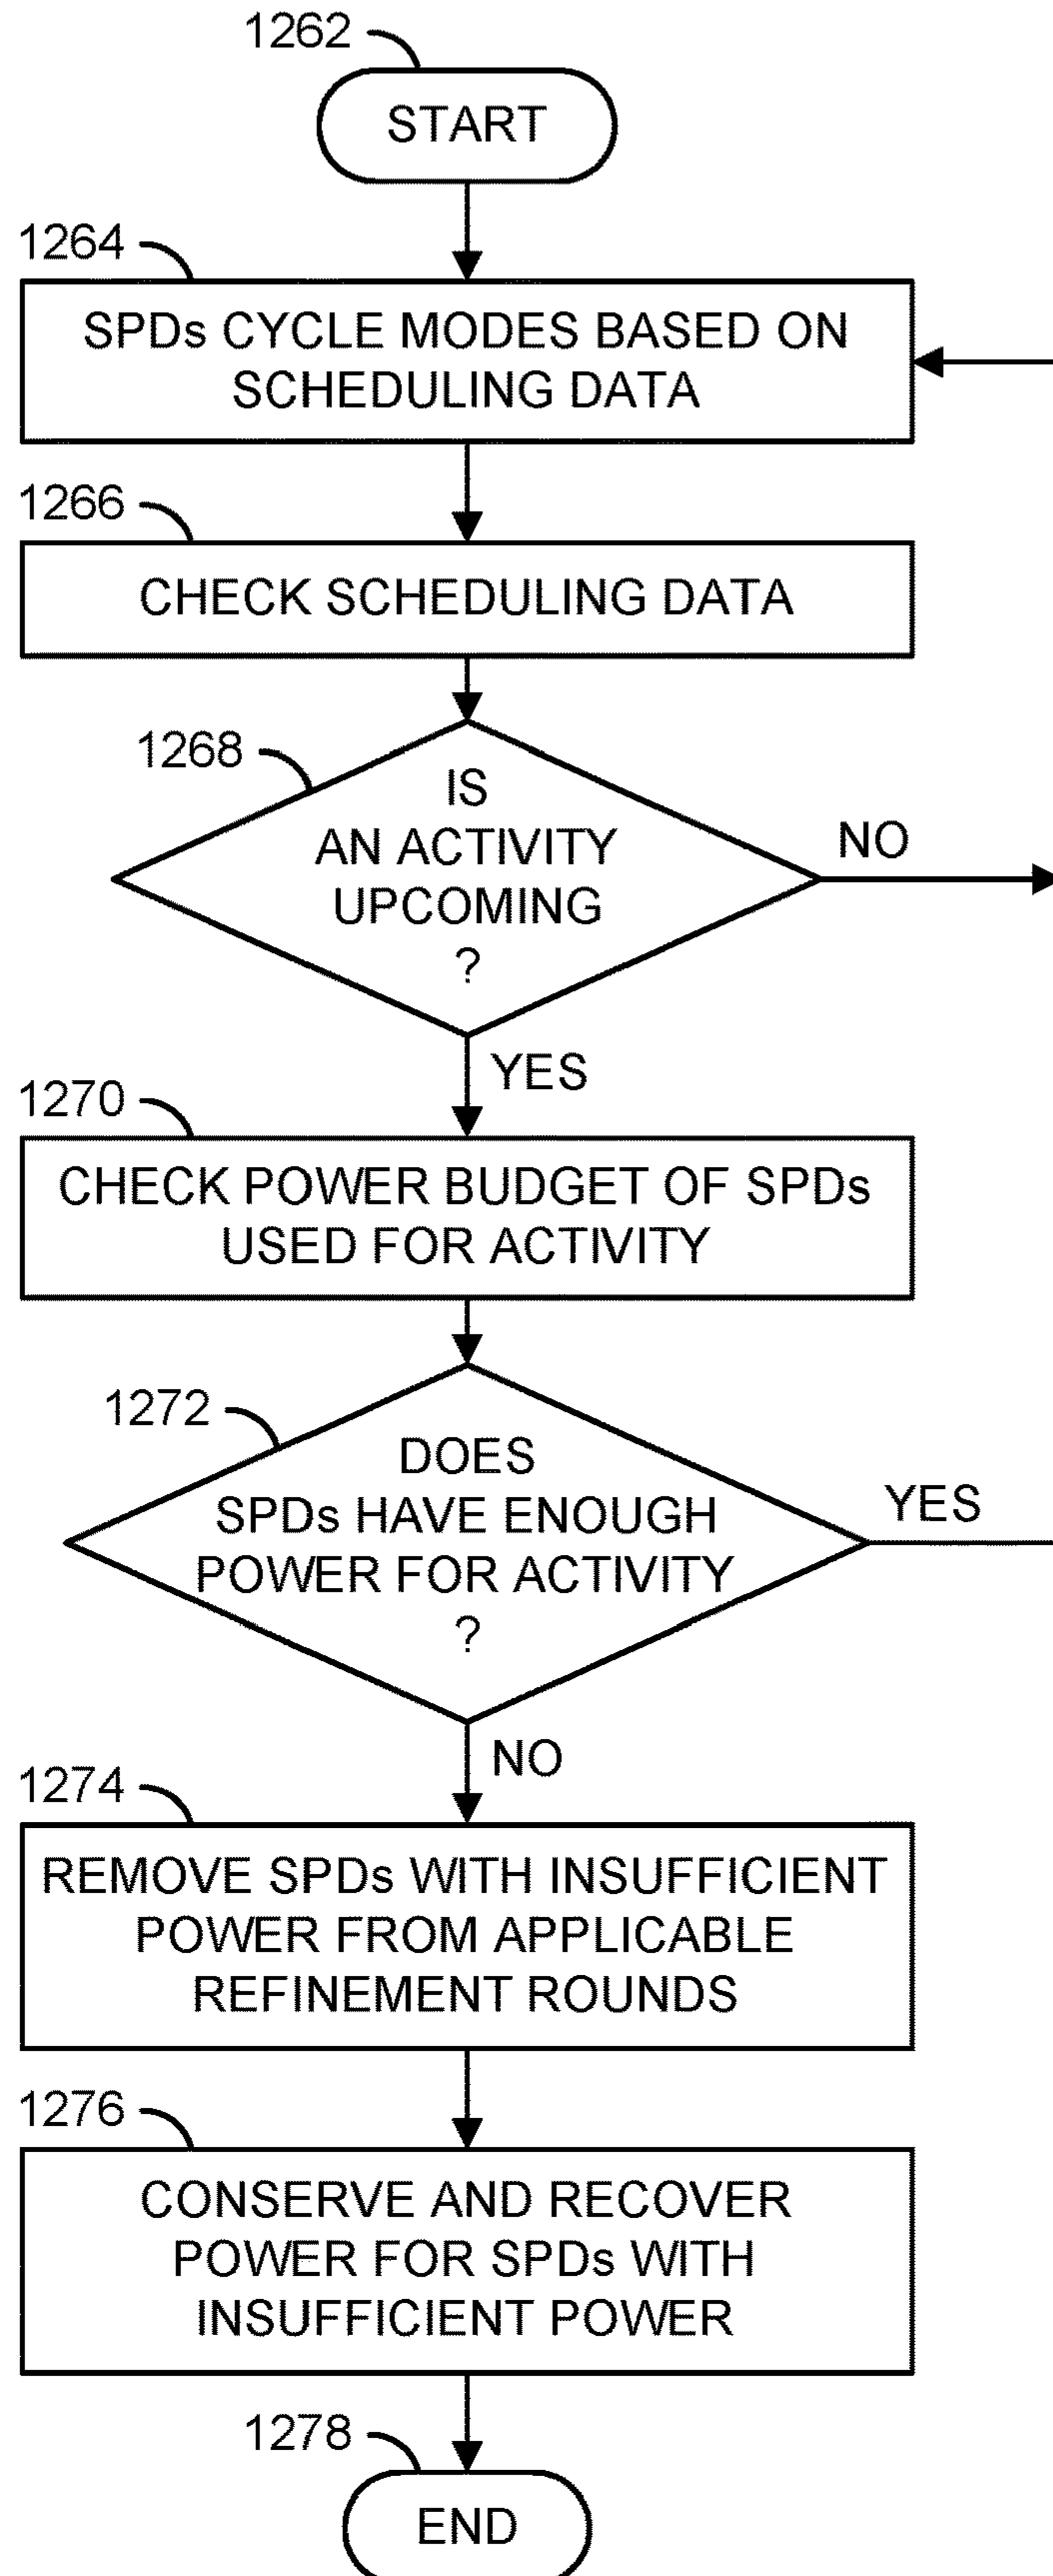 1262
START
1264
SPDs CYCLE MODES BASED ON
SCHEDULING DATA
1266
CHECK SCHEDULING DATA
1268
IS
AN ACTIVITY
UPCOMING
?
NO
YES
1270
CHECK POWER BUDGET OF SPDs
USED FOR ACTIVITY
1272
DOES
SPDs HAVE ENOUGH
POWER FOR ACTIVITY
?
YES
NO
1274
REMOVE SPDs WITH INSUFFICIENT
POWER FROM APPLICABLE
REFINEMENT ROUNDS
1276
CONSERVE AND RECOVER
POWER FOR SPDs WITH
INSUFFICIENT POWER
1278
END